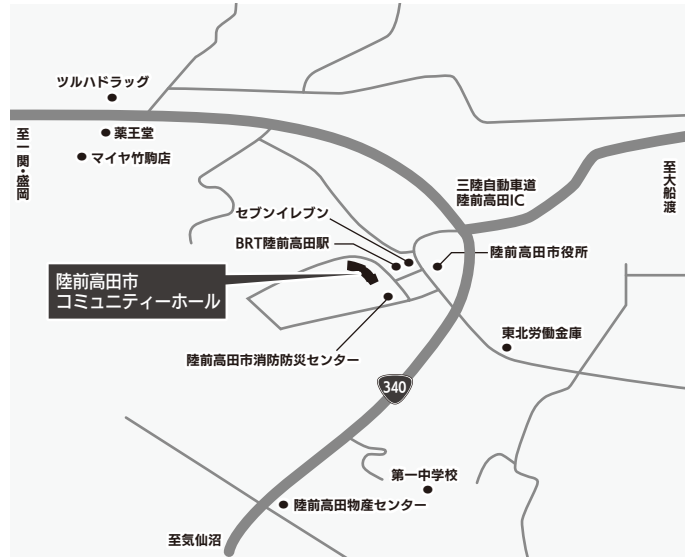 ツルハドラッグ
薬王堂
マイヤ竹駒店
至一関・盛岡
三陸自動車道
陸前高田IC
至大船渡
セブンイレブン
BRT陸前高田駅
陸前高田市役所
陸前高田市
コミュニティーホール
東北労働金庫
陸前高田市消防防災センター
340
第一中学校
陸前高田物産センター
至気仙沼